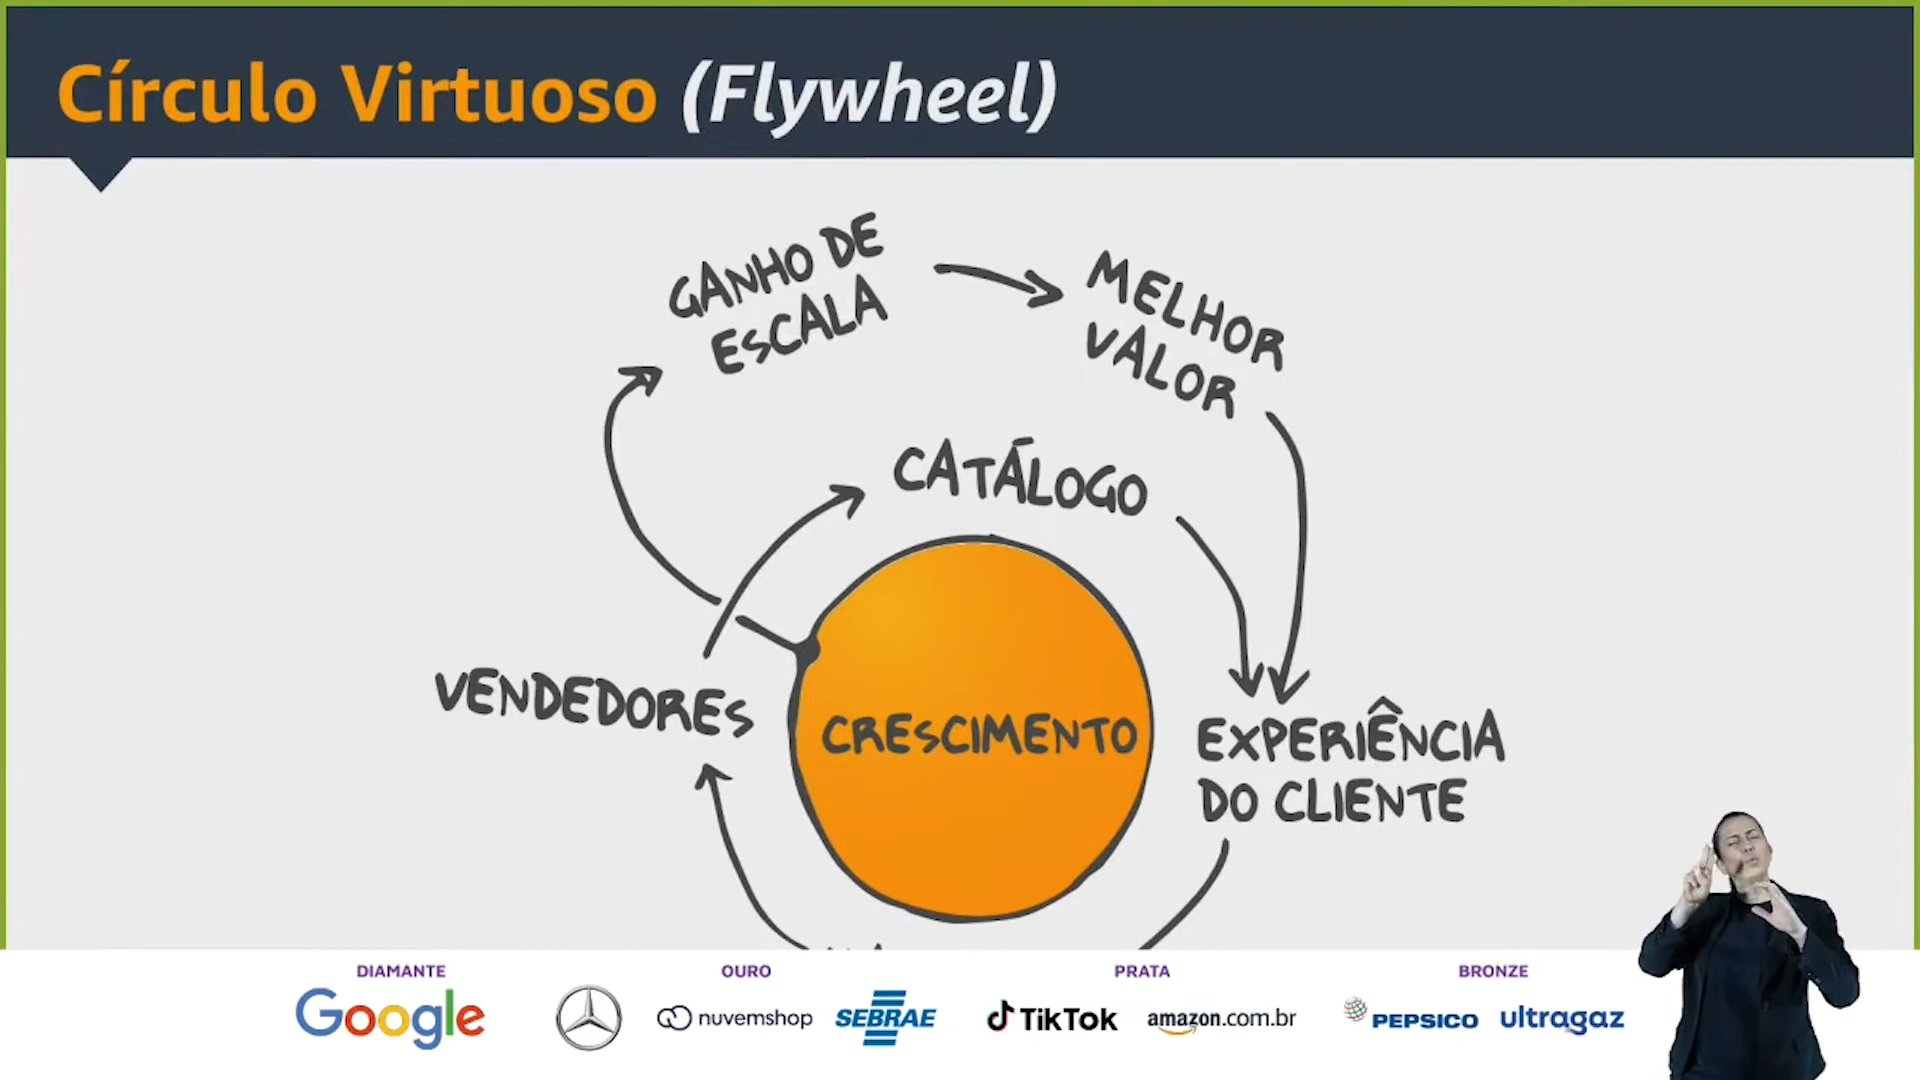 Círculo Virtuoso (Flywheel)
GANHO DE
ESCALA
MELHOR
VALOR
CATÁLOGO
VENDEDORES
CRESCIMENTO
EXPERIÊNCIA
DO CLIENTE
DIAMANTE
OURO
PRATA
BRONZE
Google
nuvemshop
SEBRAE
TikTok
amazon.com.br
PEPSICO
ultragaz